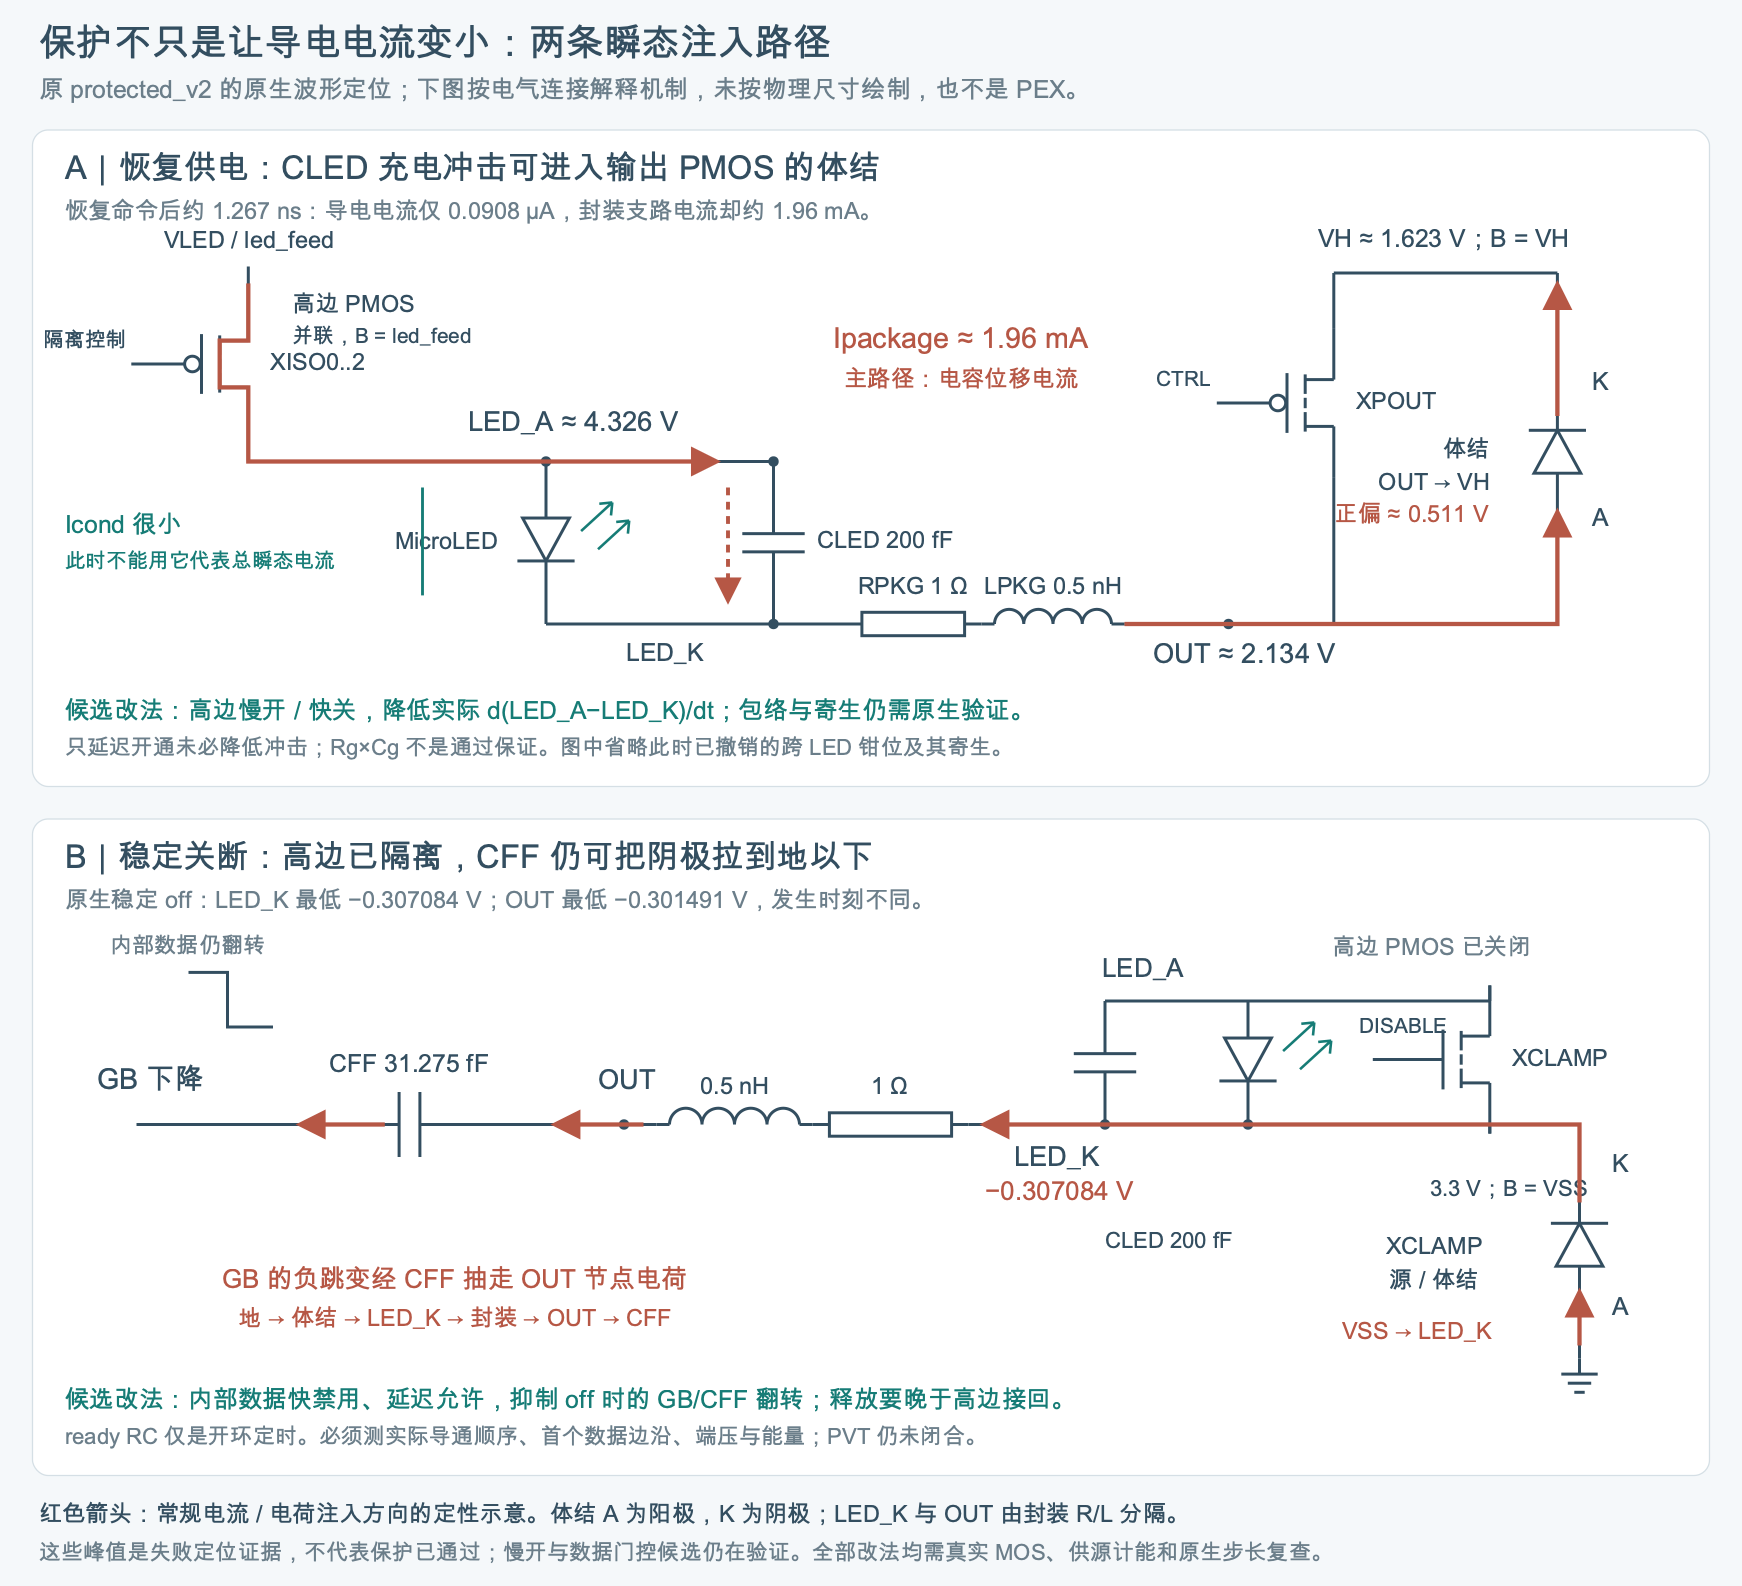 保护不只是让导电电流变小：两条瞬态注入路径
原 protected_v2 的原生波形定位；下图按电气连接解释机制，未按物理尺寸绘制，也不是 PEX。
A | 恢复供电：CLED 充电冲击可进入输出 PMOS 的体结
恢复命令后约 1.267 ns：导电电流仅 0.0908 μA，封装支路电流却约 1.96 mA。
VLED / led_feed
VH ≈ 1.623 V；B = VH
高边 PMOS
并联，B = led_feed
隔离控制
XISO0..2
Ipackage ≈ 1.96 mA
主路径：电容位移电流
CTRL
XPOUT
K
LED_A ≈ 4.326 V
体结
OUT → VH
正偏 ≈ 0.511 V
A
Icond 很小
此时不能用它代表总瞬态电流
MicroLED
CLED 200 fF
RPKG 1 Ω
LPKG 0.5 nH
LED_K
OUT ≈ 2.134 V
候选改法：高边慢开 / 快关，降低实际 d(LED_A−LED_K)/dt；包络与寄生仍需原生验证。
只延迟开通未必降低冲击；Rg×Cg 不是通过保证。图中省略此时已撤销的跨 LED 钳位及其寄生。
B | 稳定关断：高边已隔离，CFF 仍可把阴极拉到地以下
原生稳定 off：LED_K 最低 −0.307084 V；OUT 最低 −0.301491 V，发生时刻不同。
内部数据仍翻转
高边 PMOS 已关闭
LED_A
DISABLE
XCLAMP
GB 下降
CFF 31.275 fF
OUT
0.5 nH
1 Ω
LED_K
−0.307084 V
K
3.3 V；B = VSS
CLED 200 fF
XCLAMP
源 / 体结
A
VSS → LED_K
GB 的负跳变经 CFF 抽走 OUT 节点电荷
地 → 体结 → LED_K → 封装 → OUT → CFF
候选改法：内部数据快禁用、延迟允许，抑制 off 时的 GB/CFF 翻转；释放要晚于高边接回。
ready RC 仅是开环定时。必须测实际导通顺序、首个数据边沿、端压与能量；PVT 仍未闭合。
红色箭头：常规电流 / 电荷注入方向的定性示意。体结 A 为阳极，K 为阴极；LED_K 与 OUT 由封装 R/L 分隔。
这些峰值是失败定位证据，不代表保护已通过；慢开与数据门控候选仍在验证。全部改法均需真实 MOS、供源计能和原生步长复查。